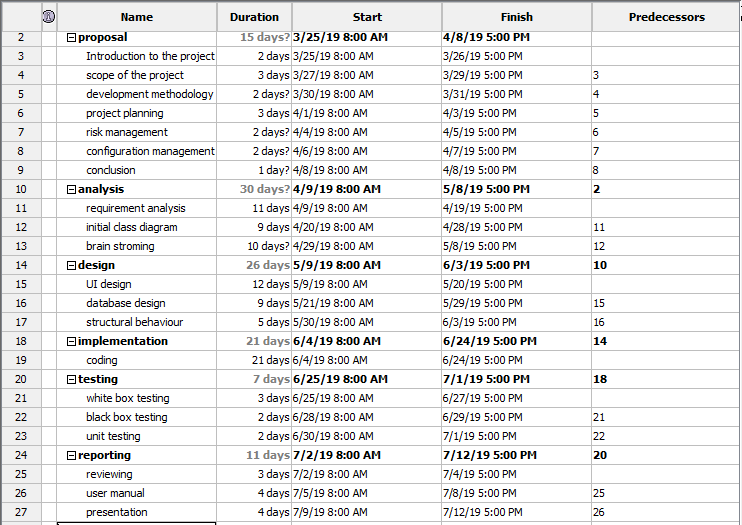 Name Duration Start Finish Predecessors
2 proposal 15 days? 3/25/19 8:00 AM 4/8/19 5:00 PM
3 Introduction to the project 2 days 3/25/19 8:00 AM 3/26/19 5:00 PM
4 scope of the project 3 days 3/27/19 8:00 AM 3/29/19 5:00 PM 3
5 development methodology 2 days? 3/30/19 8:00 AM 3/31/19 5:00 PM 4
6 project planning 3 days 4/1/19 8:00 AM 4/3/19 5:00 PM 5
7 risk management 2 days? 4/4/19 8:00 AM 4/5/19 5:00 PM 6
8 configuration management 2 days? 4/6/19 8:00 AM 4/7/19 5:00 PM 7
9 conclusion 1 day? 4/8/19 8:00 AM 4/8/19 5:00 PM 8
10 analysis 30 days? 4/9/19 8:00 AM 5/8/19 5:00 PM 2
11 requirement analysis 11 days 4/9/19 8:00 AM 4/19/19 5:00 PM
12 initial class diagram 9 days 4/20/19 8:00 AM 4/28/19 5:00 PM 11
13 brain stroming 10 days? 4/29/19 8:00 AM 5/8/19 5:00 PM 12
14 design 26 days 5/9/19 8:00 AM 6/3/19 5:00 PM 10
15 UI design 12 days 5/9/19 8:00 AM 5/20/19 5:00 PM
16 database design 9 days 5/21/19 8:00 AM 5/29/19 5:00 PM 15
17 structural behaviour 5 days 5/30/19 8:00 AM 6/3/19 5:00 PM 16
18 implementation 21 days 6/4/19 8:00 AM 6/24/19 5:00 PM 14
19 coding 21 days 6/4/19 8:00 AM 6/24/19 5:00 PM
20 testing 7 days 6/25/19 8:00 AM 7/1/19 5:00 PM 18
21 white box testing 3 days 6/25/19 8:00 AM 6/27/19 5:00 PM
22 black box testing 2 days 6/28/19 8:00 AM 6/29/19 5:00 PM 21
23 unit testing 2 days 6/30/19 8:00 AM 7/1/19 5:00 PM 22
24 reporting 11 days 7/2/19 8:00 AM 7/12/19 5:00 PM 20
25 reviewing 3 days 7/2/19 8:00 AM 7/4/19 5:00 PM
26 user manual 4 days 7/5/19 8:00 AM 7/8/19 5:00 PM 25
27 presentation 4 days 7/9/19 8:00 AM 7/12/19 5:00 PM 26